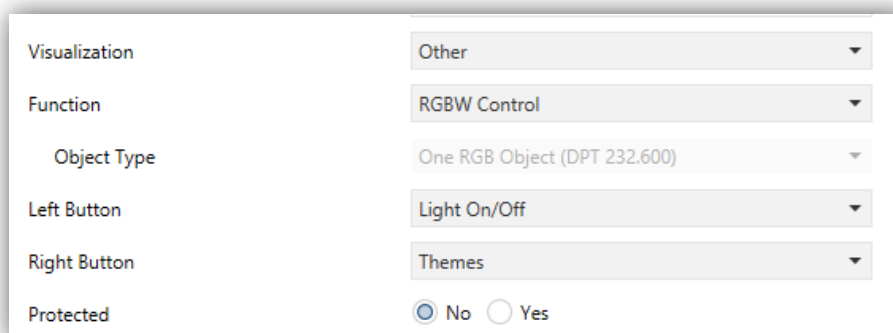 Visualization Other
Function RGBW Control
Object Type One RGB Object (DPT 232.600)
Left Button Light On/Off
Right Button Themes
Protected No Yes